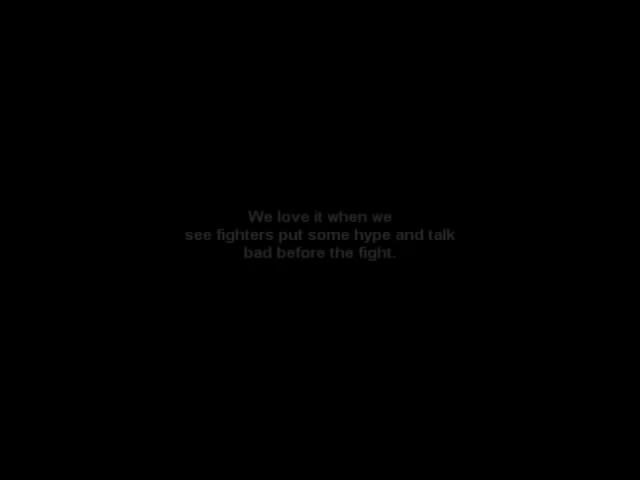 We love it when we
see fighters put some hype and talk
bad before the fight.